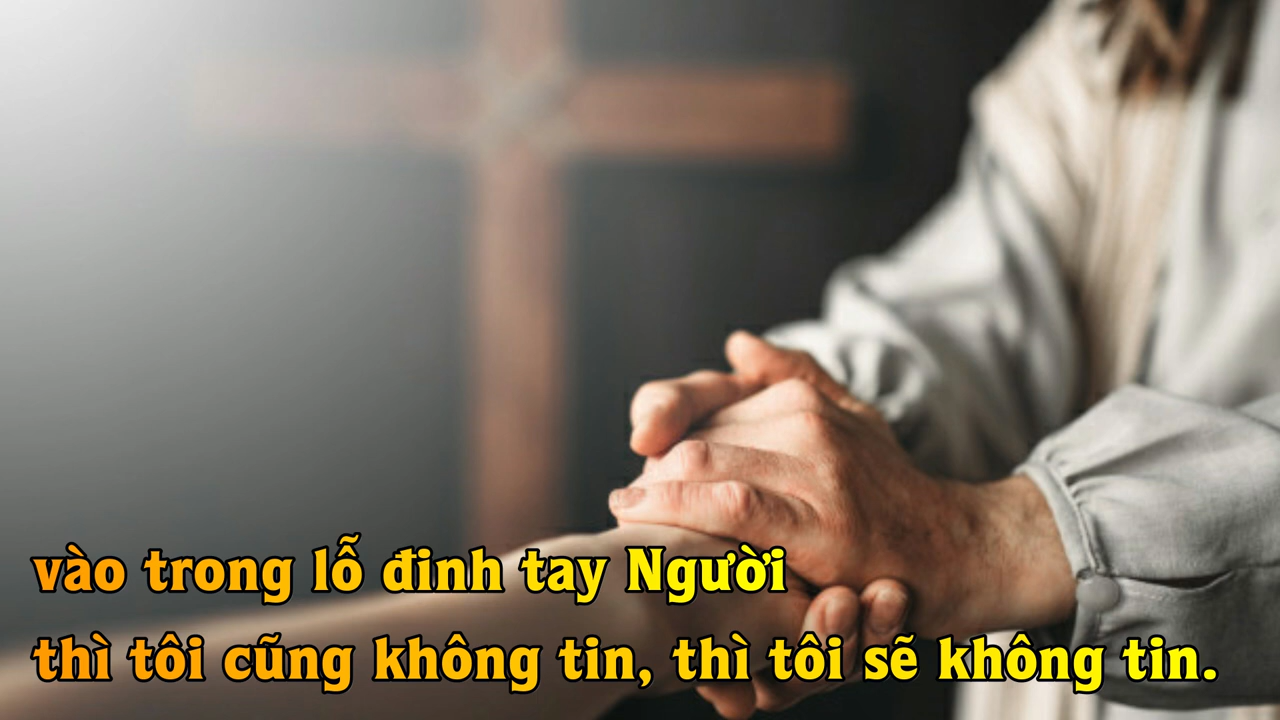 vào trong lỗ đinh tay Người
thì tôi cũng không tin, thì tôi sẽ không tin.